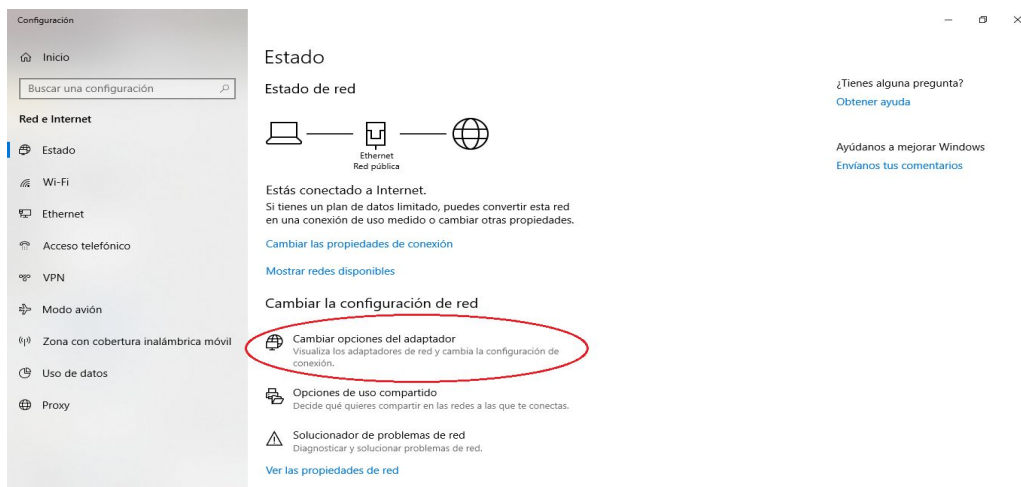 Configuración
Inicio
Buscar una configuración
Red e Internet
Estado
Wi-Fi
Ethernet
Acceso telefónico
VPN
Modo avión
Zona con cobertura inalámbrica móvil
Uso de datos
Proxy
Estado
Estado de red
Ethernet
Red pública
Estás conectado a Internet.
Si tienes un plan de datos limitado, puedes convertir esta red
en una conexión de uso medido o cambiar otras propiedades.
Cambiar las propiedades de conexión
Mostrar redes disponibles
Cambiar la configuración de red
Cambiar opciones del adaptador
Visualiza los adaptadores de red y cambia la configuración de
conexión.
Opciones de uso compartido
Decide qué quieres compartir en las redes a las que te conectas.
Solucionador de problemas de red
Diagnosticar y solucionar problemas de red.
Ver las propiedades de red
¿Tienes alguna pregunta?
Obtener ayuda
Ayúdanos a mejorar Windows
Envíanos tus comentarios